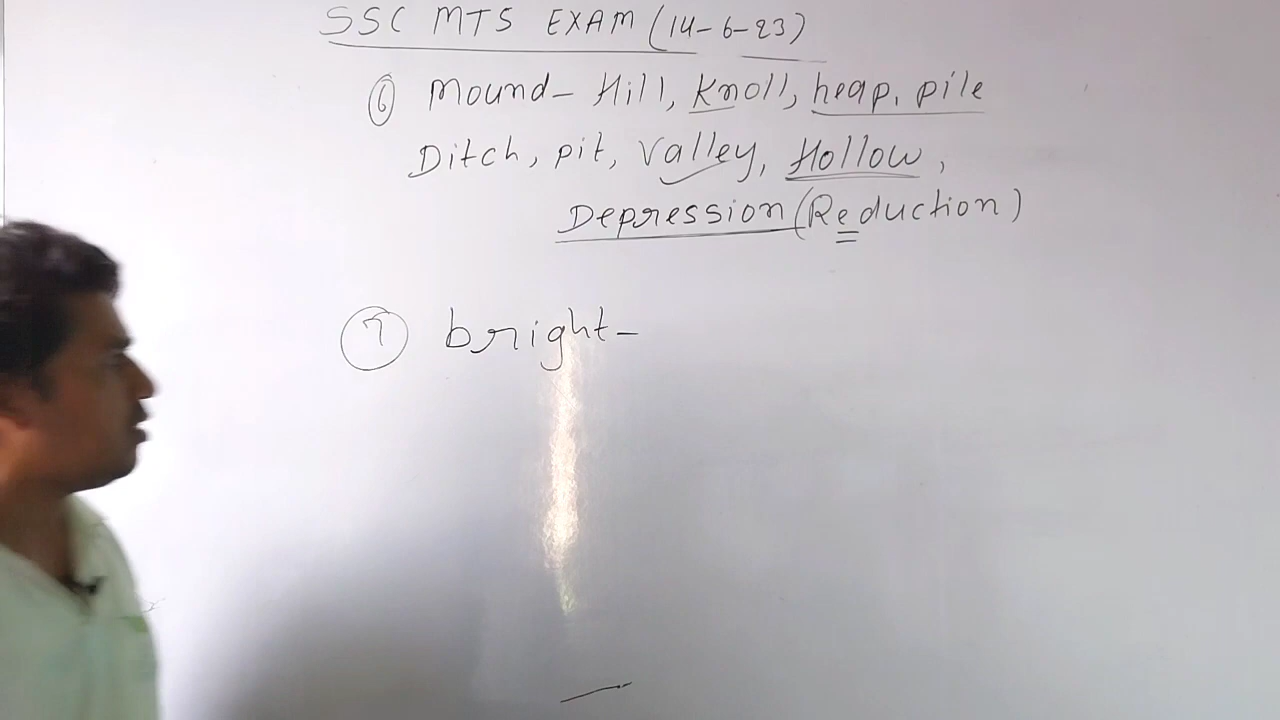 SSC MTS EXAM (14-6-23)
⑥ Mound- Hill, Knoll, heap, pile
Ditch, pit, Valley, Hollow,
Depression (Reduction)
⑦ bright-